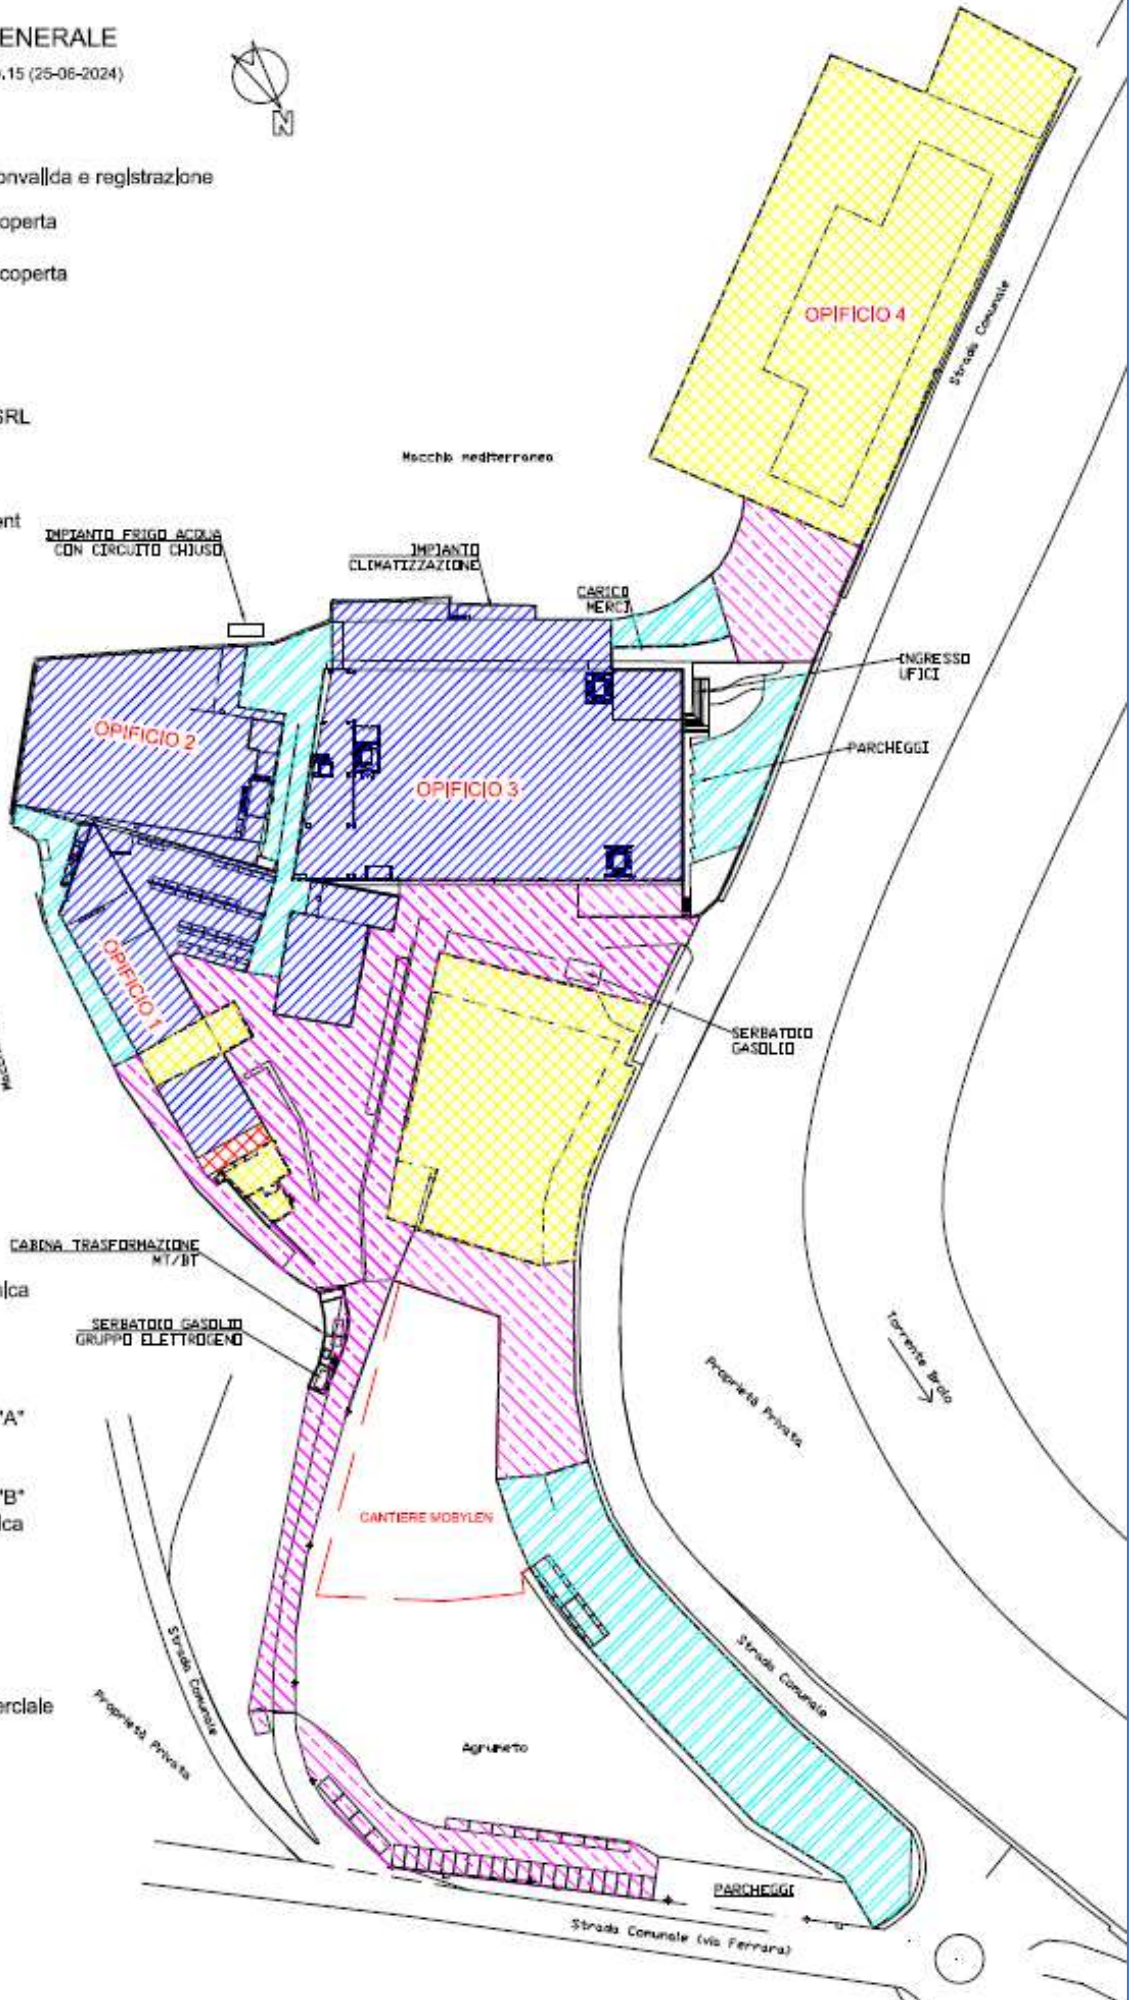 ENERALE
.15 (25-06-2024)
N
onvalida e registrazione
operta
coperta
SRL
ent
OPIFICIO 4
Strada Comunale
Macchia mediterranea
IMPIANTO FRIGO ACQUA
CON CIRCUITO CHIUSO
IMPIANTO
CLIMATIZZAZIONE
CARICO
MERCI
INGRESSO
UFICI
PARCHEGGI
OPIFICIO 2
OPIFICIO 3
OPIFICIO 1
SERBATOIO
GASOLIO
CABINA TRASFORMAZIONE
MT/BT
ica
SERBATOIO GASOLIO
GRUPPO ELETTROGENO
Torrente Brolo
Proprietà Privata
"A"
"B"
ica
CANTIERE MOBYLEN
Strada Comunale
Strada Comunale
Proprietà Privata
erciale
Agrumeto
PARCHEGGI
Strada Comunale (via Ferrara)